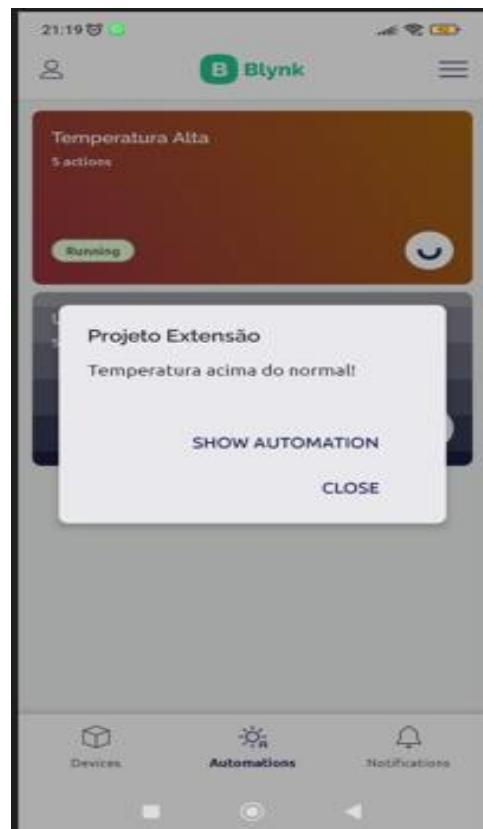 21:19
Blynk
Temperatura Alta
5 actions
Running
Projeto Extensão
Temperatura acima do normal!
SHOW AUTOMATION
CLOSE
Devices
Automations
Notifications